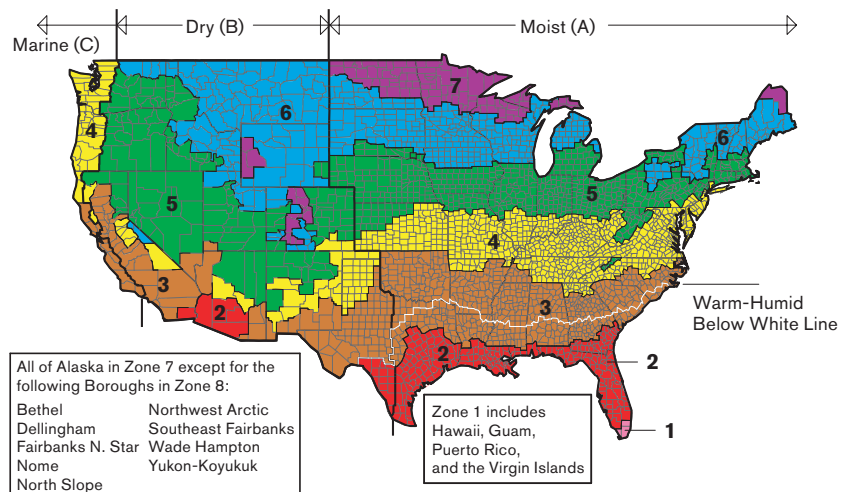 Marine (C)
Dry (B)
Moist (A)
7
6
4
6
5
5
4
3
3
2
2
Warm-Humid
Below White Line
2
1
All of Alaska in Zone 7 except for the
following Boroughs in Zone 8:
Bethel
Dellingham
Fairbanks N. Star
Nome
North Slope
Northwest Arctic
Southeast Fairbanks
Wade Hampton
Yukon-Koyukuk
Zone 1 includes
Hawaii, Guam,
Puerto Rico,
and the Virgin Islands